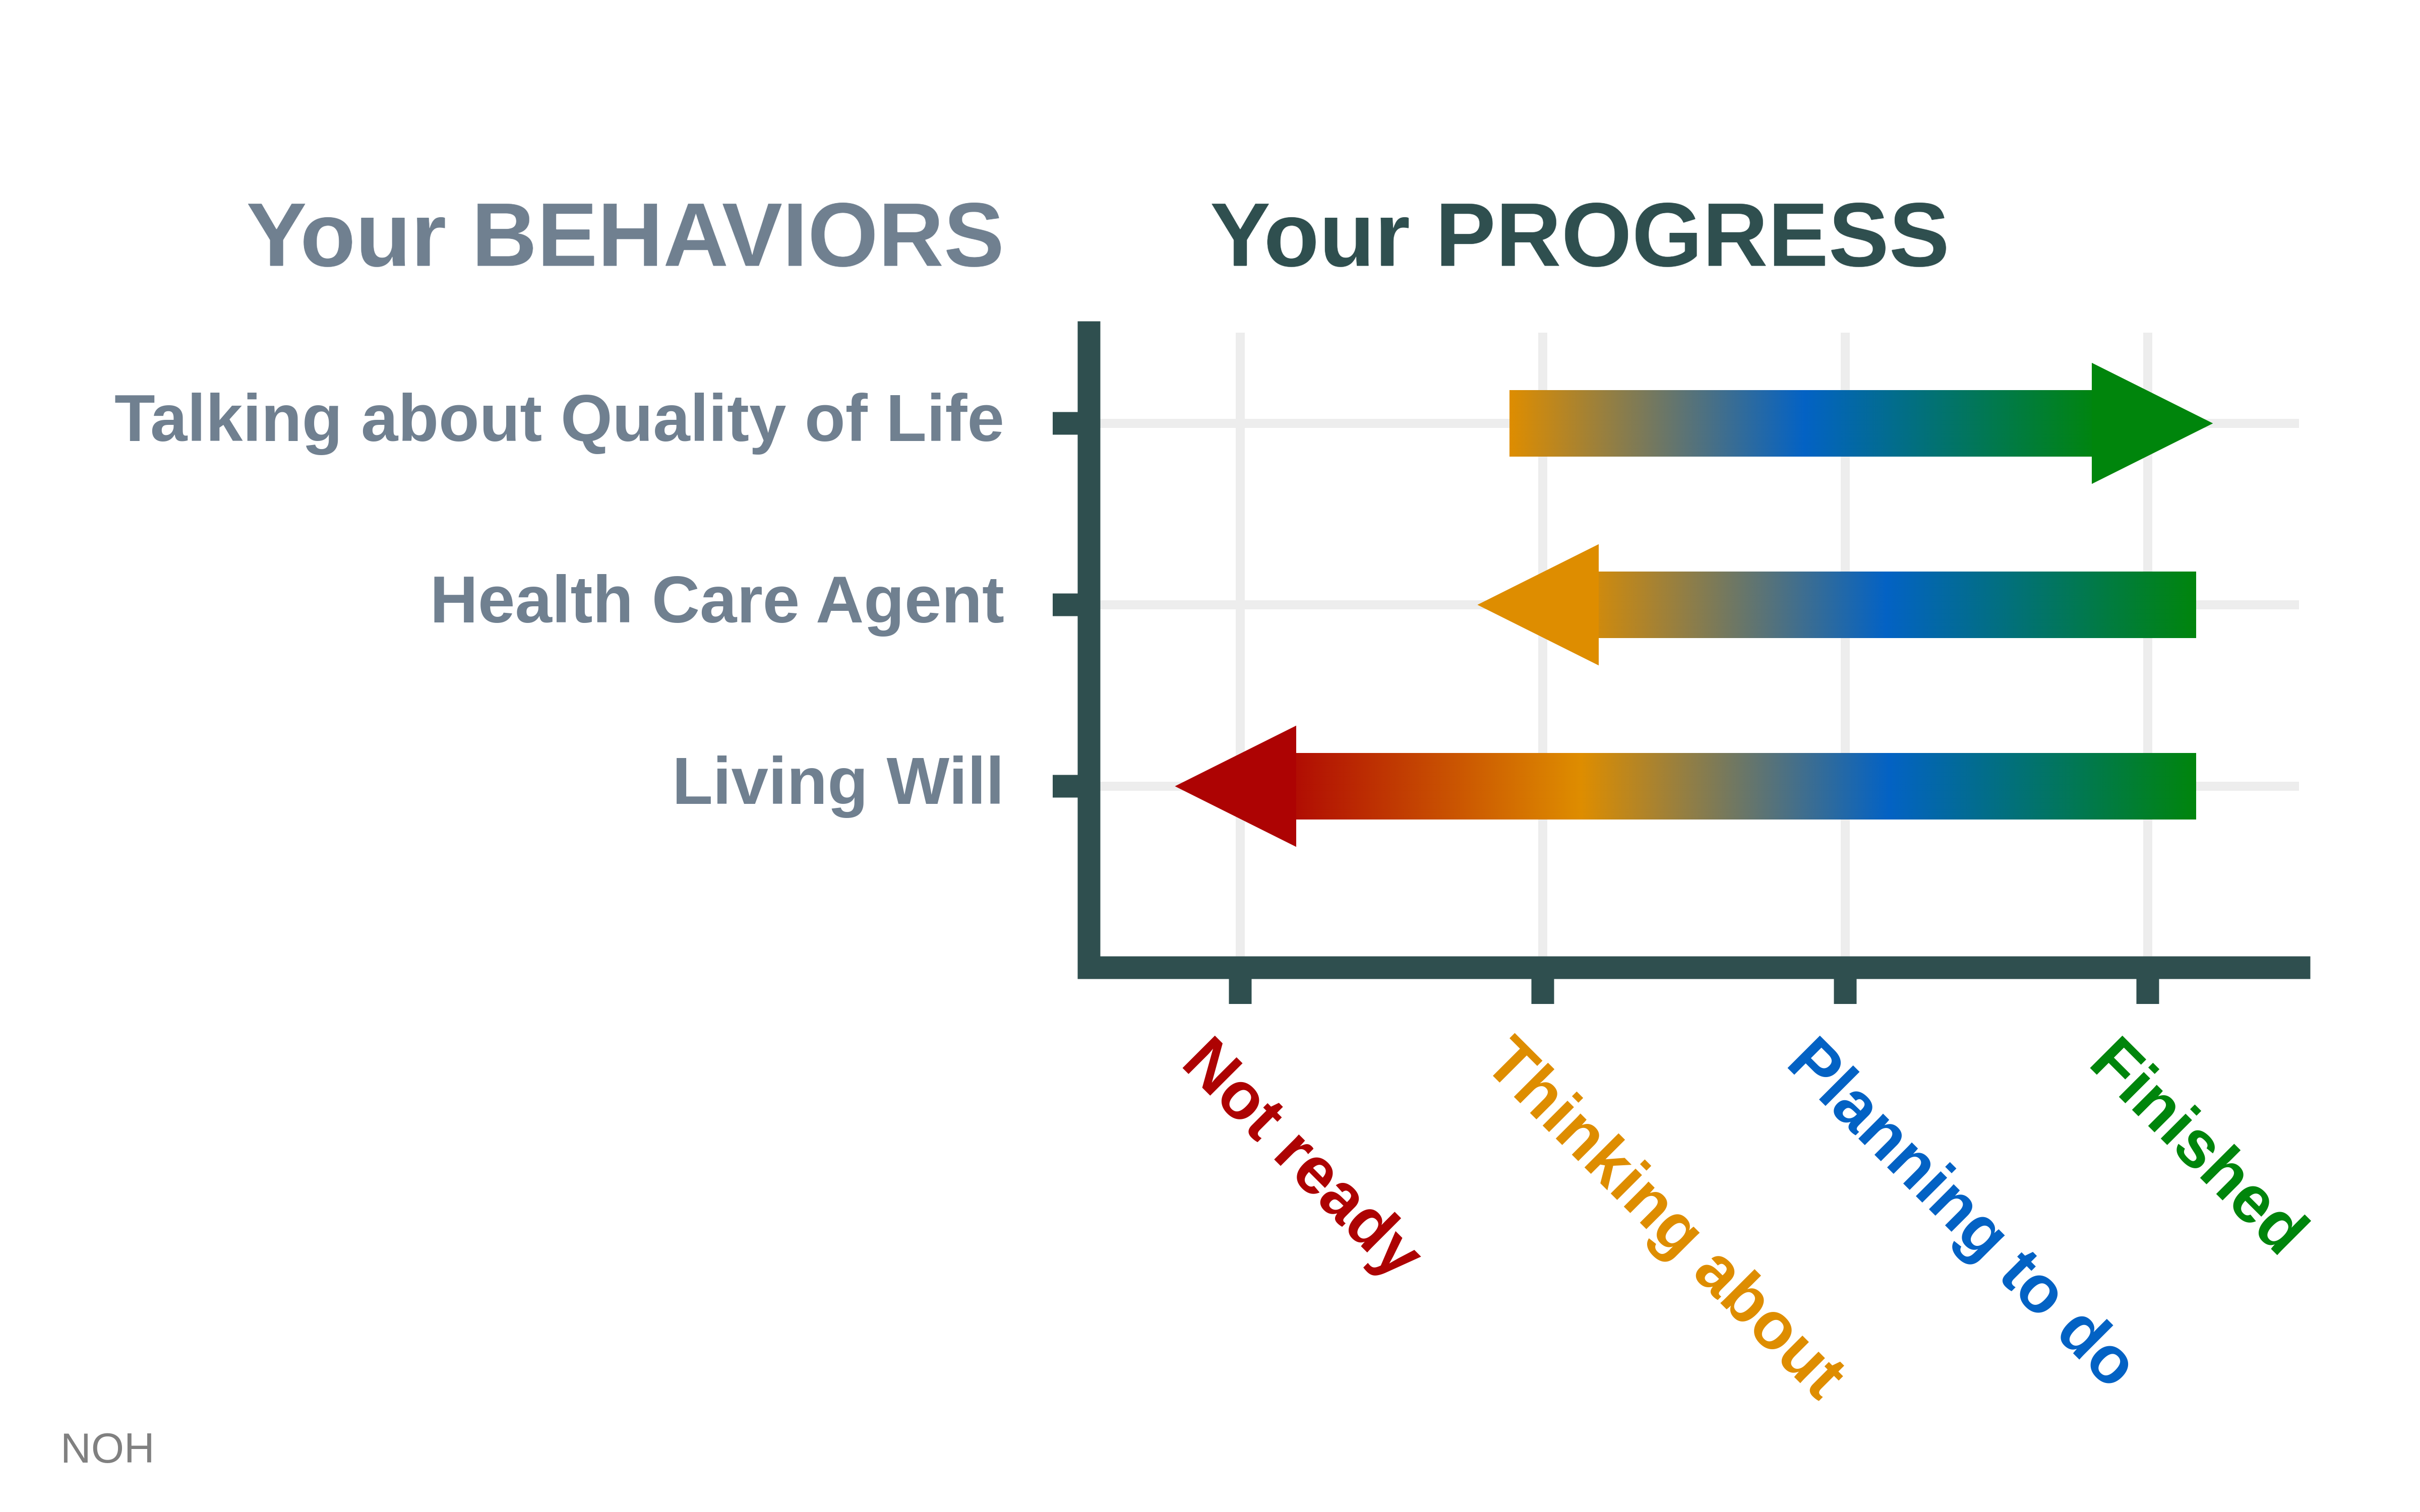 Your BEHAVIORS
Your PROGRESS
Talking about Quality of Life
Health Care Agent
Living Will
Not ready
Thinking about
Planning to do
Finished
NOH